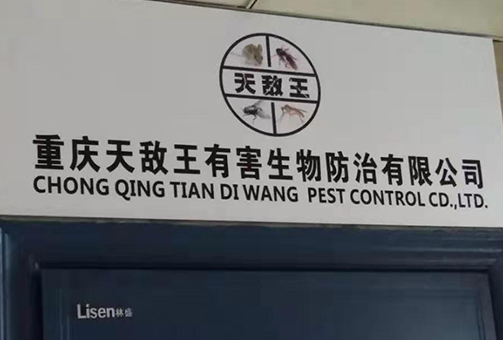 天敌王
重庆天敌王有害生物防治有限公司
CHONG QING TIAN DI WANG PEST CONTROL CD.,LTD.
Lisen林盛